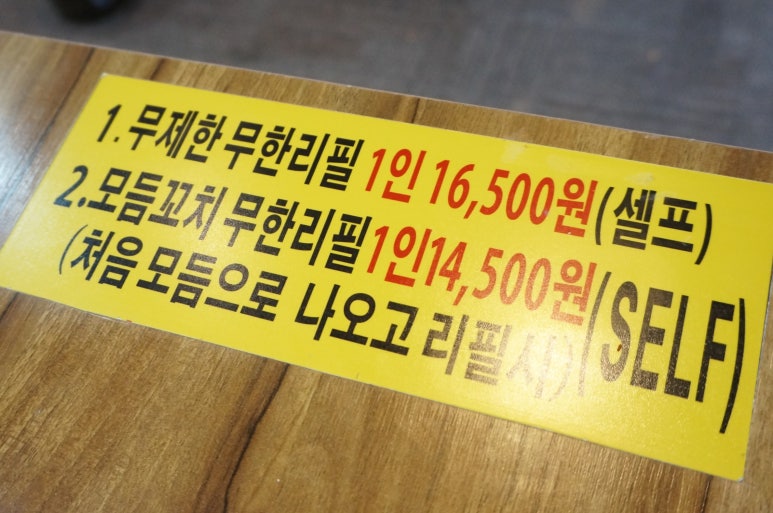 1. 무제한 무한리필 1인 16,500원(셀프)
2. 모듬꼬치 무한리필 1인14,500원(SELF)
(처음 모듬으로 나오고 리필시)